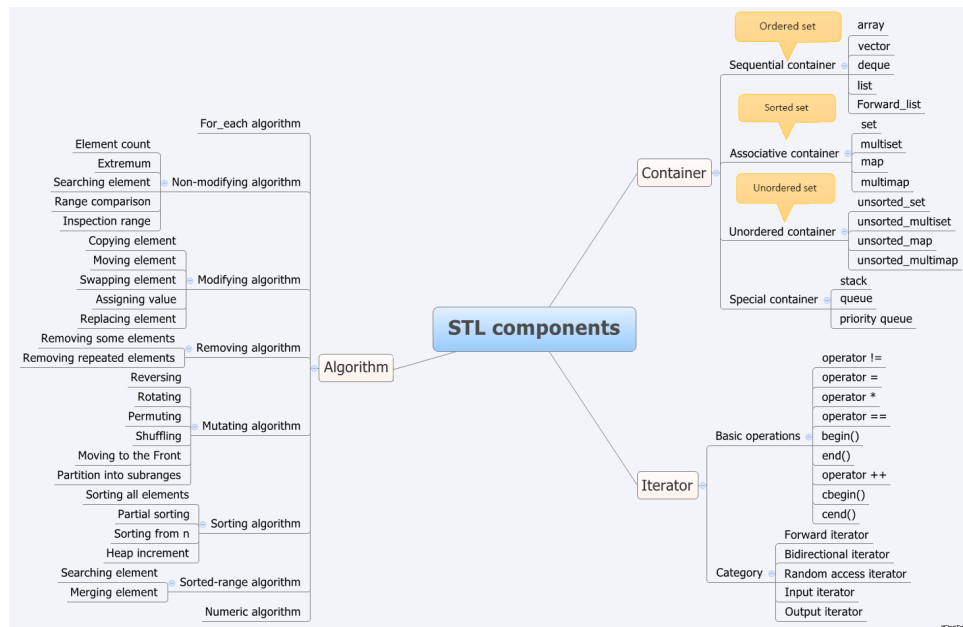 STL components
Container
Ordered set
Sequential container
array
vector
deque
list
Forward_list
Sorted set
Associative container
set
multiset
map
multimap
Unordered set
Unordered container
unsorted_set
unsorted_multiset
unsorted_map
unsorted_multimap
Special container
stack
queue
priority queue
Iterator
Basic operations
operator !=
operator =
operator *
operator ==
begin()
end()
operator ++
cbegin()
cend()
Category
Forward iterator
Bidirectional iterator
Random access iterator
Input iterator
Output iterator
Algorithm
For_each algorithm
Non-modifying algorithm
Element count
Extremum
Searching element
Range comparison
Inspection range
Modifying algorithm
Copying element
Moving element
Swapping element
Assigning value
Replacing element
Removing algorithm
Removing some elements
Removing repeated elements
Mutating algorithm
Reversing
Rotating
Permuting
Shuffling
Moving to the Front
Partition into subranges
Sorting algorithm
Sorting all elements
Partial sorting
Sorting from n
Heap increment
Sorted-range algorithm
Searching element
Merging element
Numeric algorithm